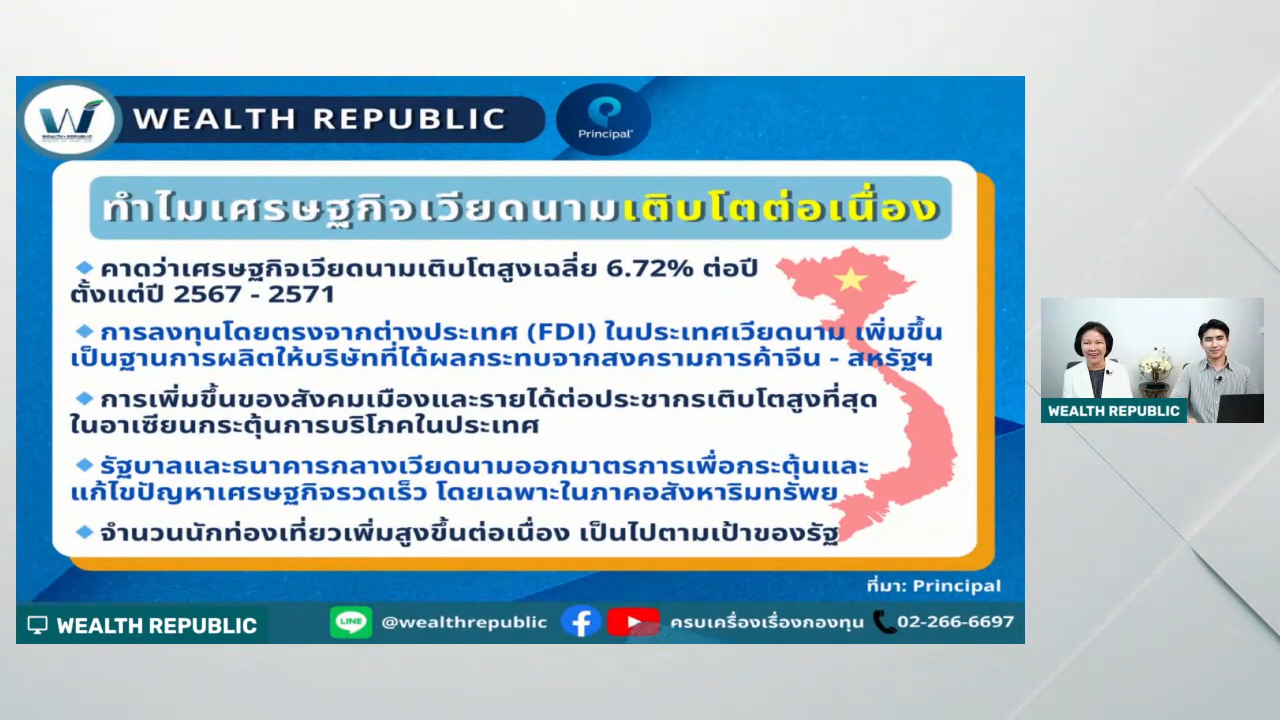 WEALTH REPUBLIC
Principal®
ทำไมเศรษฐกิจเวียดนามเติบโตต่อเนื่อง
คาดว่าเศรษฐกิจเวียดนามเติบโตสูงเฉลี่ย 6.72% ต่อปี
ตั้งแต่ปี 2567 - 2571
การลงทุนโดยตรงจากต่างประเทศ (FDI) ในประเทศเวียดนาม เพิ่มขึ้น
เป็นฐานการผลิตให้บริษัทที่ได้ผลกระทบจากสงครามการค้าจีน - สหรัฐฯ
การเพิ่มขึ้นของสังคมเมืองและรายได้ต่อประชากรเติบโตสูงที่สุด
ในอาเซียนกระตุ้นการบริโภคในประเทศ
รัฐบาลและธนาคารกลางเวียดนามออกมาตรการเพื่อกระตุ้นและ
แก้ไขปัญหาเศรษฐกิจรวดเร็ว โดยเฉพาะในภาคอสังหาริมทรัพย
จำนวนนักท่องเที่ยวเพิ่มสูงขึ้นต่อเนื่อง เป็นไปตามเป้าของรัฐ
ที่มา: Principal
WEALTH REPUBLIC
LINE @wealthrepublic ครบเครื่องเรื่องกองทุน 02-266-6697
WEALTH REPUBLIC